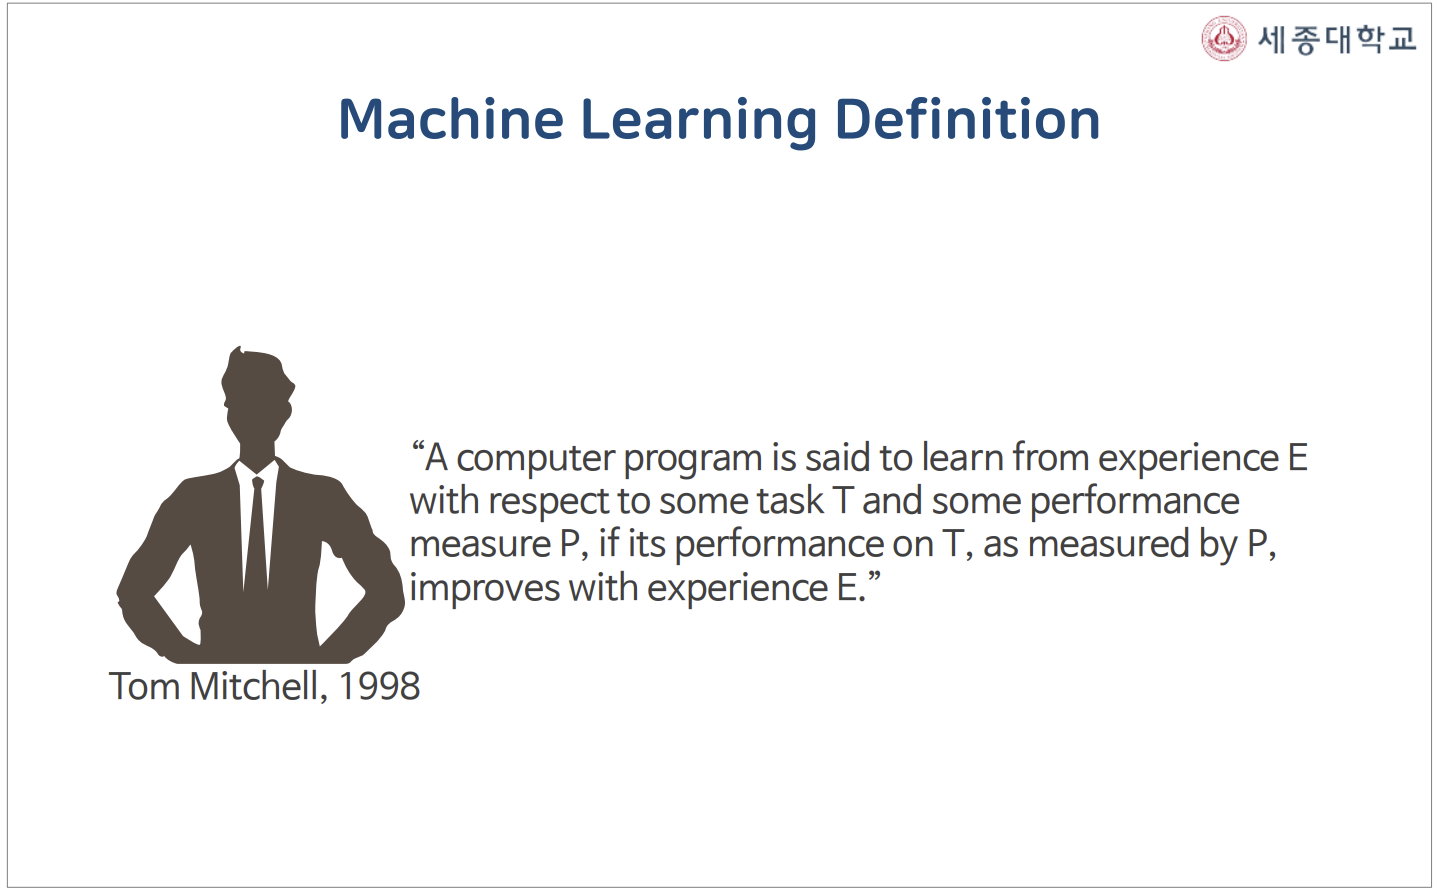 세종대학교
Machine Learning Definition
“A computer program is said to learn from experience E
with respect to some task T and some performance
measure P, if its performance on T, as measured by P,
improves with experience E.”
Tom Mitchell, 1998